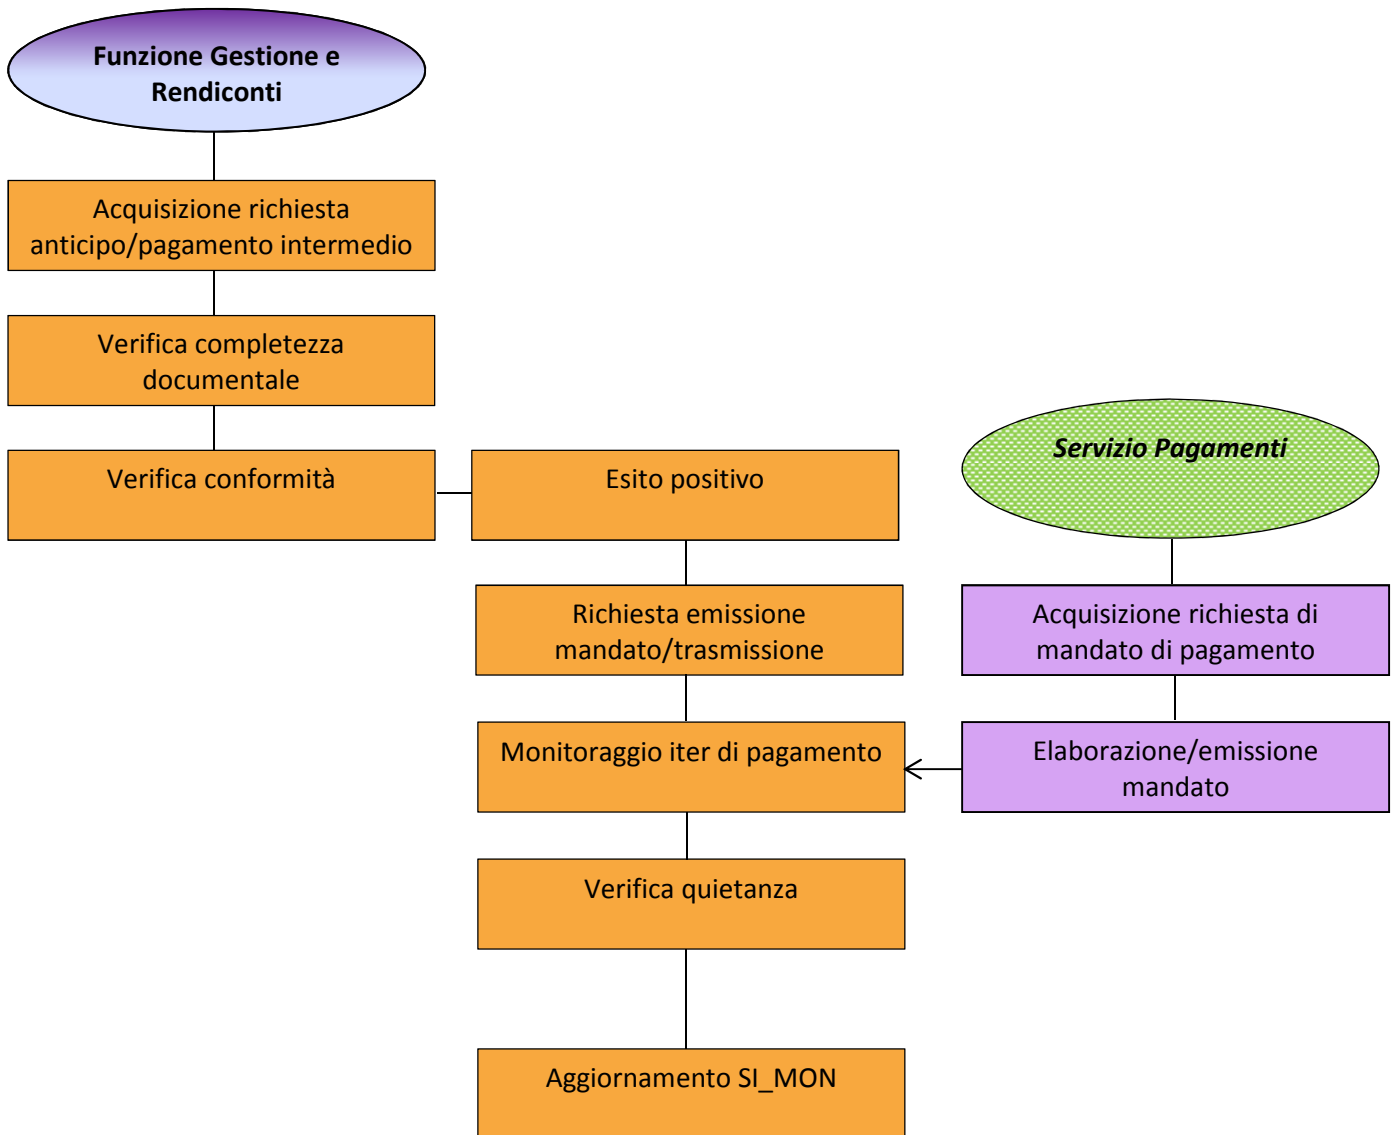 Funzione Gestione e
Rendiconti
Acquisizione richiesta
anticipo/pagamento intermedio
Verifica completezza
documentale
Verifica conformità
Esito positivo
Servizio Pagamenti
Richiesta emissione
mandato/trasmissione
Acquisizione richiesta di
mandato di pagamento
Monitoraggio iter di pagamento
Elaborazione/emissione
mandato
Verifica quietanza
Aggiornamento SI_MON